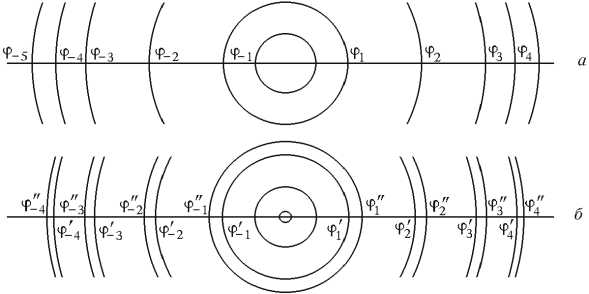 φ₋₅ φ₋₄ φ₋₃ φ₋₂ φ₋₁ φ₁ φ₂ φ₃ φ₄ а
φ″₋₄ φ″₋₃ φ″₋₂ φ″₋₁ φ″₁ φ″₂ φ″₃ φ″₄ б
φ′₋₄ φ′₋₃ φ′₋₂ φ′₋₁ φ′₁ φ′₂ φ′₃ φ′₄